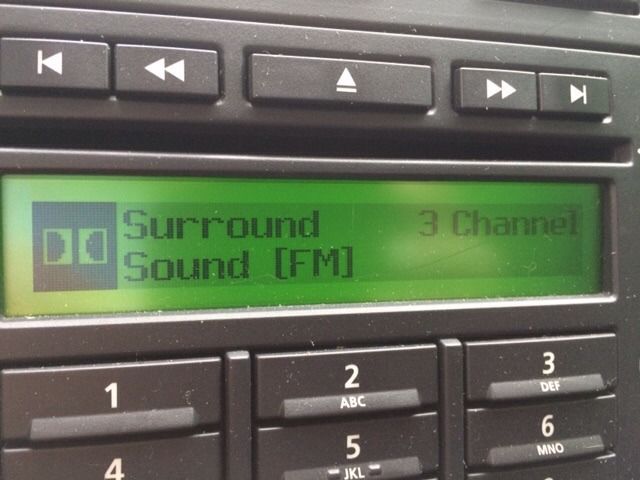 Surround 3 Channel
Sound [FM]
1
2
ABC
3
DEF
4
5
JKL
6
MNO